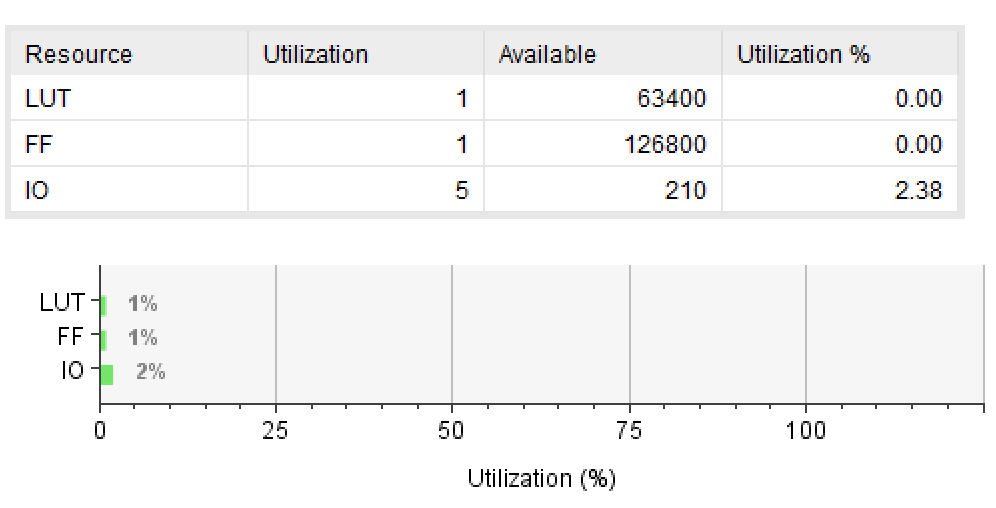 Resource Utilization Available Utilization %
LUT 1 63400 0.00
FF 1 126800 0.00
IO 5 210 2.38
LUT 1%
FF 1%
IO 2%
0 25 50 75 100
Utilization (%)